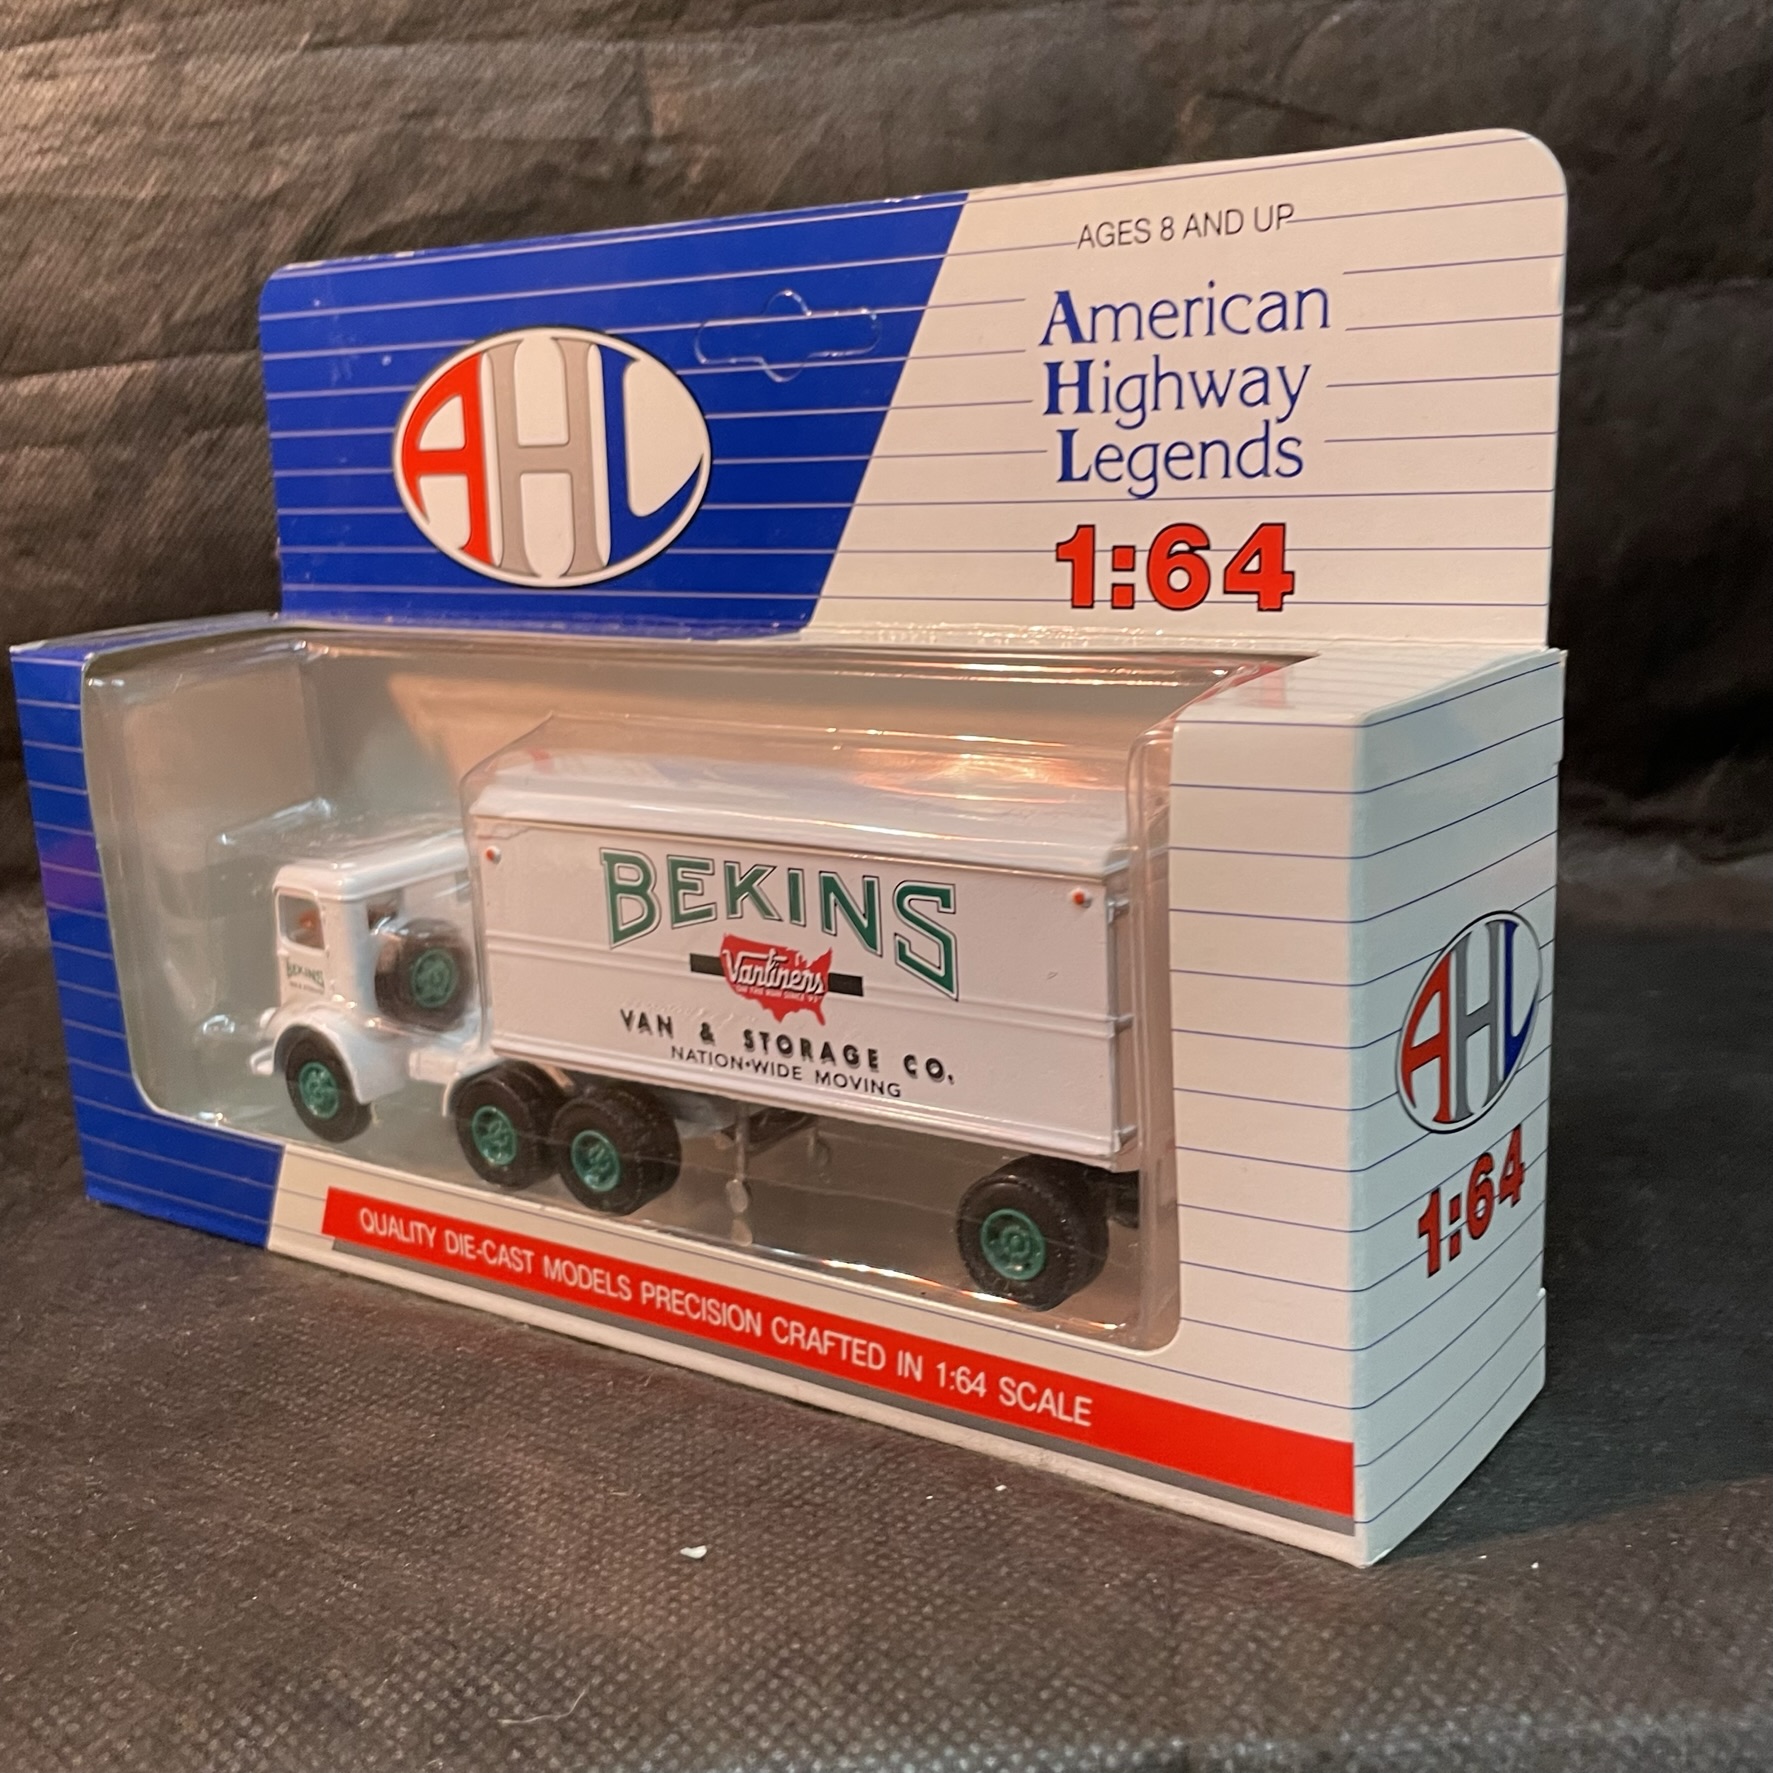 AGES 8 AND UP
AHL
American
Highway
Legends
1:64
BEKINS
BEKINS
Vanliners
VAN & STORAGE CO.
NATION•WIDE MOVING
AHL
1:64
QUALITY DIE-CAST MODELS PRECISION CRAFTED IN 1:64 SCALE